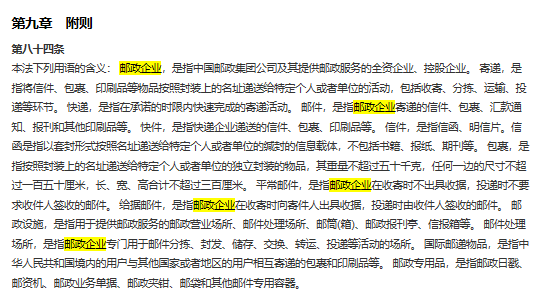 第九章　附则
第八十四条
本法下列用语的含义： 邮政企业，是指中国邮政集团公司及其提供邮政服务的全资企业、控股企业。 寄递，是
指将信件、包裹、印刷品等物品按照封装上的名址递送给特定个人或者单位的活动，包括收寄、分拣、运输、投
递等环节。 快递，是指在承诺的时限内快速完成的寄递活动。 邮件，是指邮政企业寄递的信件、包裹、汇款通
知、报刊和其他印刷品等。 快件，是指快递企业递送的信件、包裹、印刷品等。 信件，是指信函、明信片。信
函是指以套封形式按照名址递送给特定个人或者单位的缄封的信息载体，不包括书籍、报纸、期刊等。 包裹，是
指按照封装上的名址递送给特定个人或者单位的独立封装的物品，其重量不超过五十千克，任何一边的尺寸不超
过一百五十厘米，长、宽、高合计不超过三百厘米。 平常邮件，是指邮政企业在收寄时不出具收据，投递时不要
求收件人签收的邮件。 给据邮件，是指邮政企业在收寄时向寄件人出具收据，投递时由收件人签收的邮件。 邮
政设施，是指用于提供邮政服务的邮政营业场所、邮件处理场所、邮筒(箱)、邮政报刊亭、信报箱等。 邮件处理
场所，是指邮政企业专门用于邮件分拣、封发、储存、交换、转运、投递等活动的场所。 国际邮递物品，是指中
华人民共和国境内的用户与其他国家或者地区的用户相互寄递的包裹和印刷品等。 邮政专用品，是指邮政日戳、
邮资机、邮政业务单据、邮政夹钳、邮袋和其他邮件专用容器。